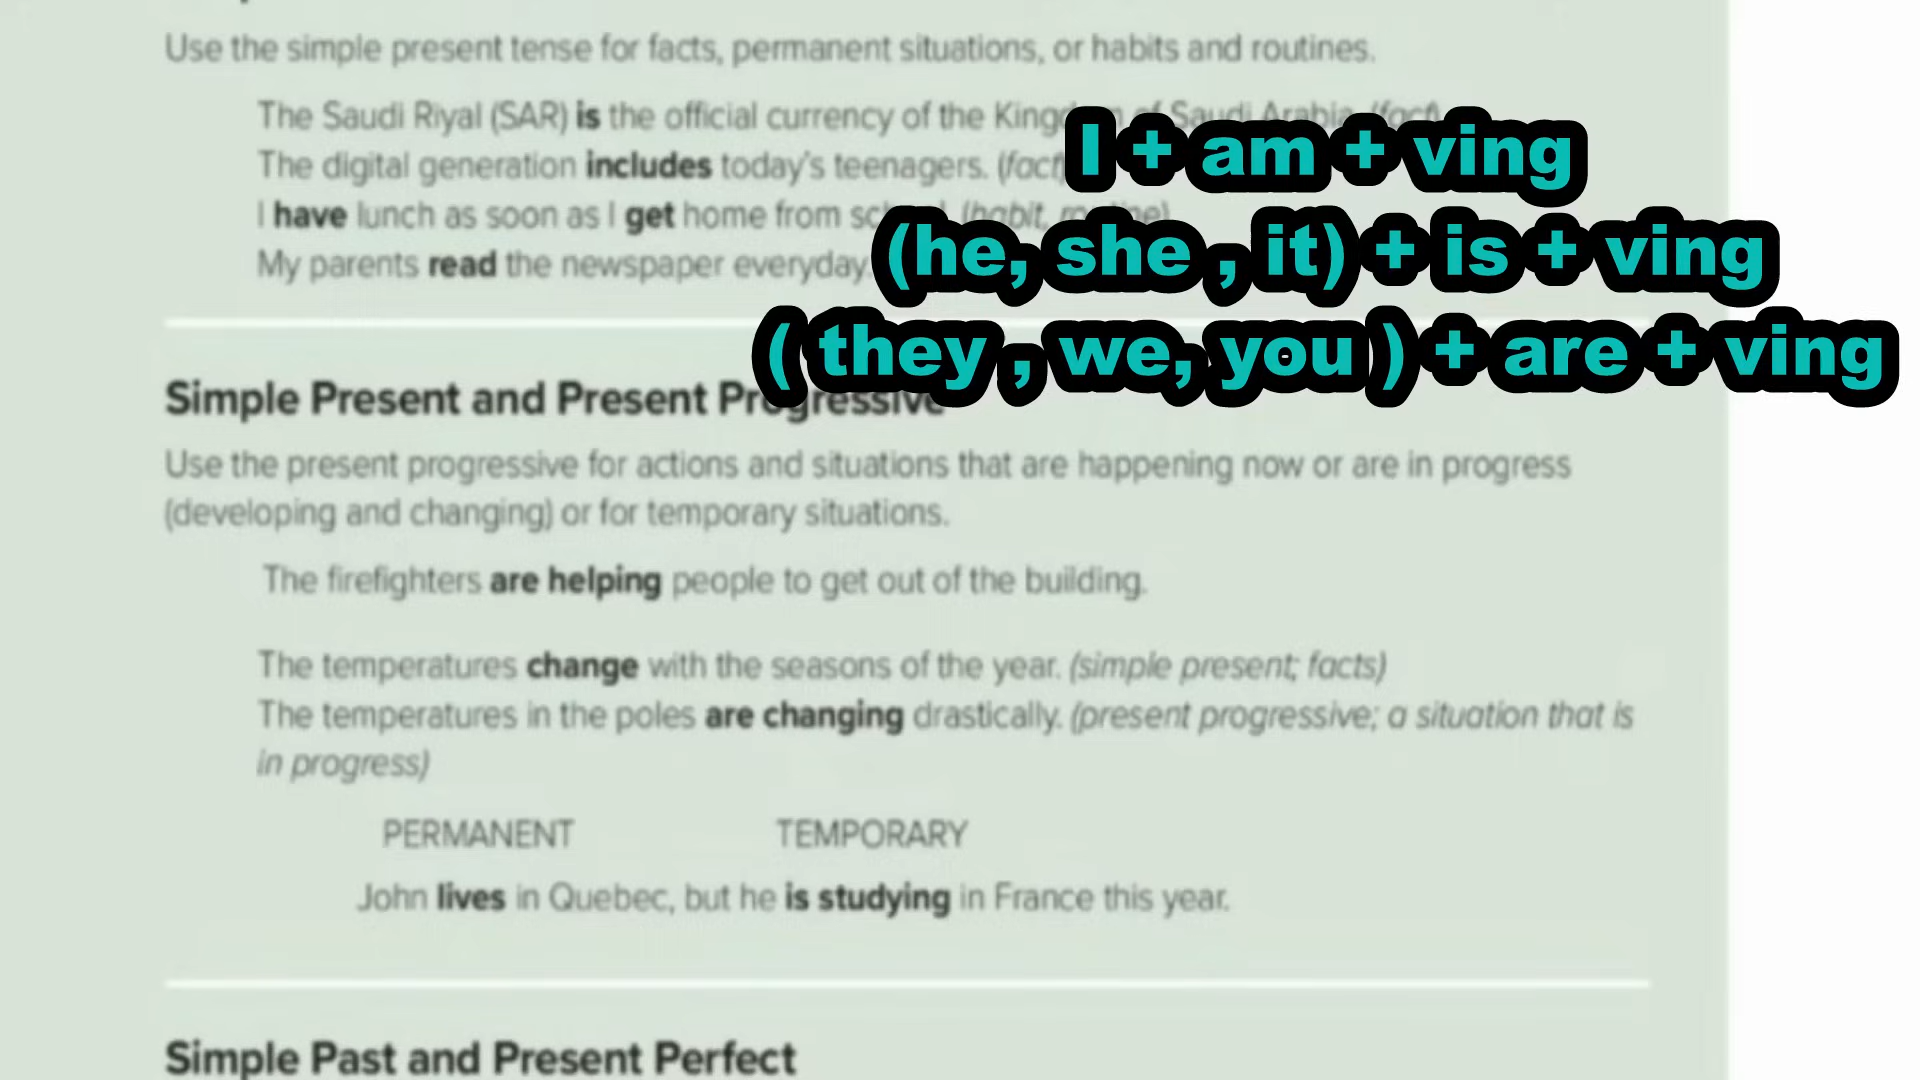 Use the simple present tense for facts, permanent situations, or habits and routines.
The Saudi Riyal (SAR) is the official currency of the Kingdom of Saudi Arabia. (fact)
The digital generation includes today's teenagers. (fact)
I have lunch as soon as I get home from school. (habit, routine)
My parents read the newspaper everyday.
I + am + ving
(he, she , it) + is + ving
( they , we, you ) + are + ving
Simple Present and Present Progressive
Use the present progressive for actions and situations that are happening now or are in progress
(developing and changing) or for temporary situations.
The firefighters are helping people to get out of the building.
The temperatures change with the seasons of the year. (simple present; facts)
The temperatures in the poles are changing drastically. (present progressive; a situation that is
in progress)
PERMANENT TEMPORARY
John lives in Quebec, but he is studying in France this year.
Simple Past and Present Perfect